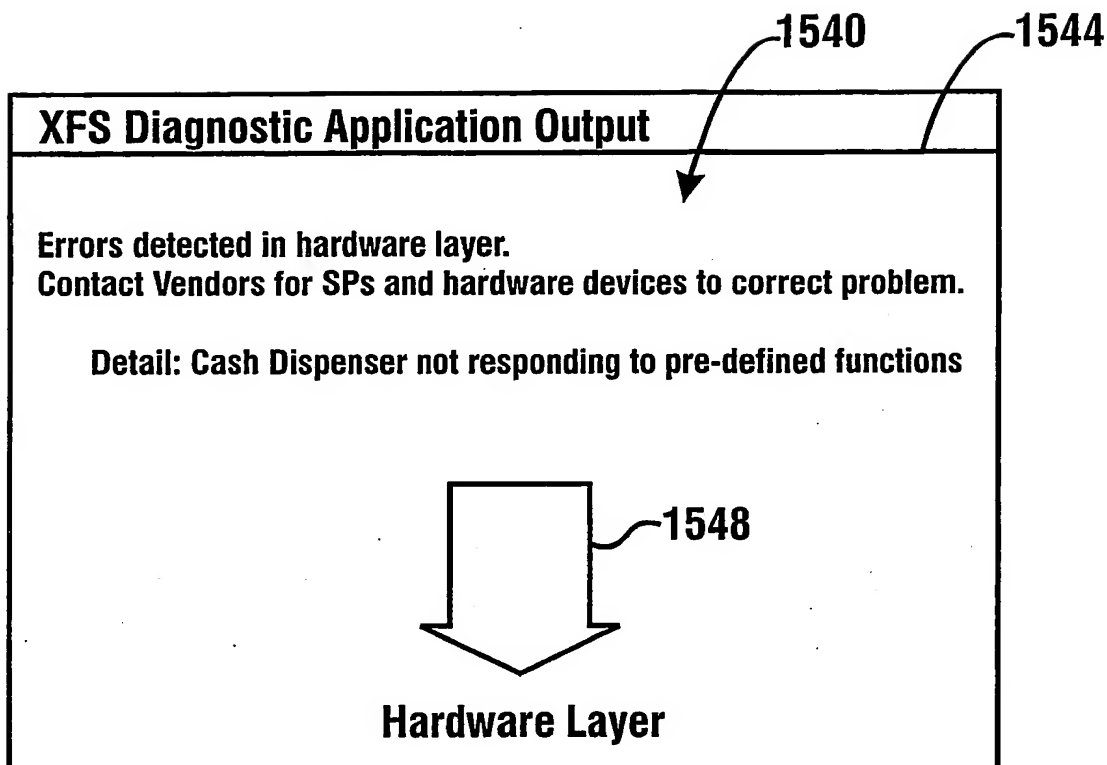 1540
1544
XFS Diagnostic Application Output
Errors detected in hardware layer.
Contact Vendors for SPs and hardware devices to correct problem.
Detail: Cash Dispenser not responding to pre-defined functions
1548
Hardware Layer